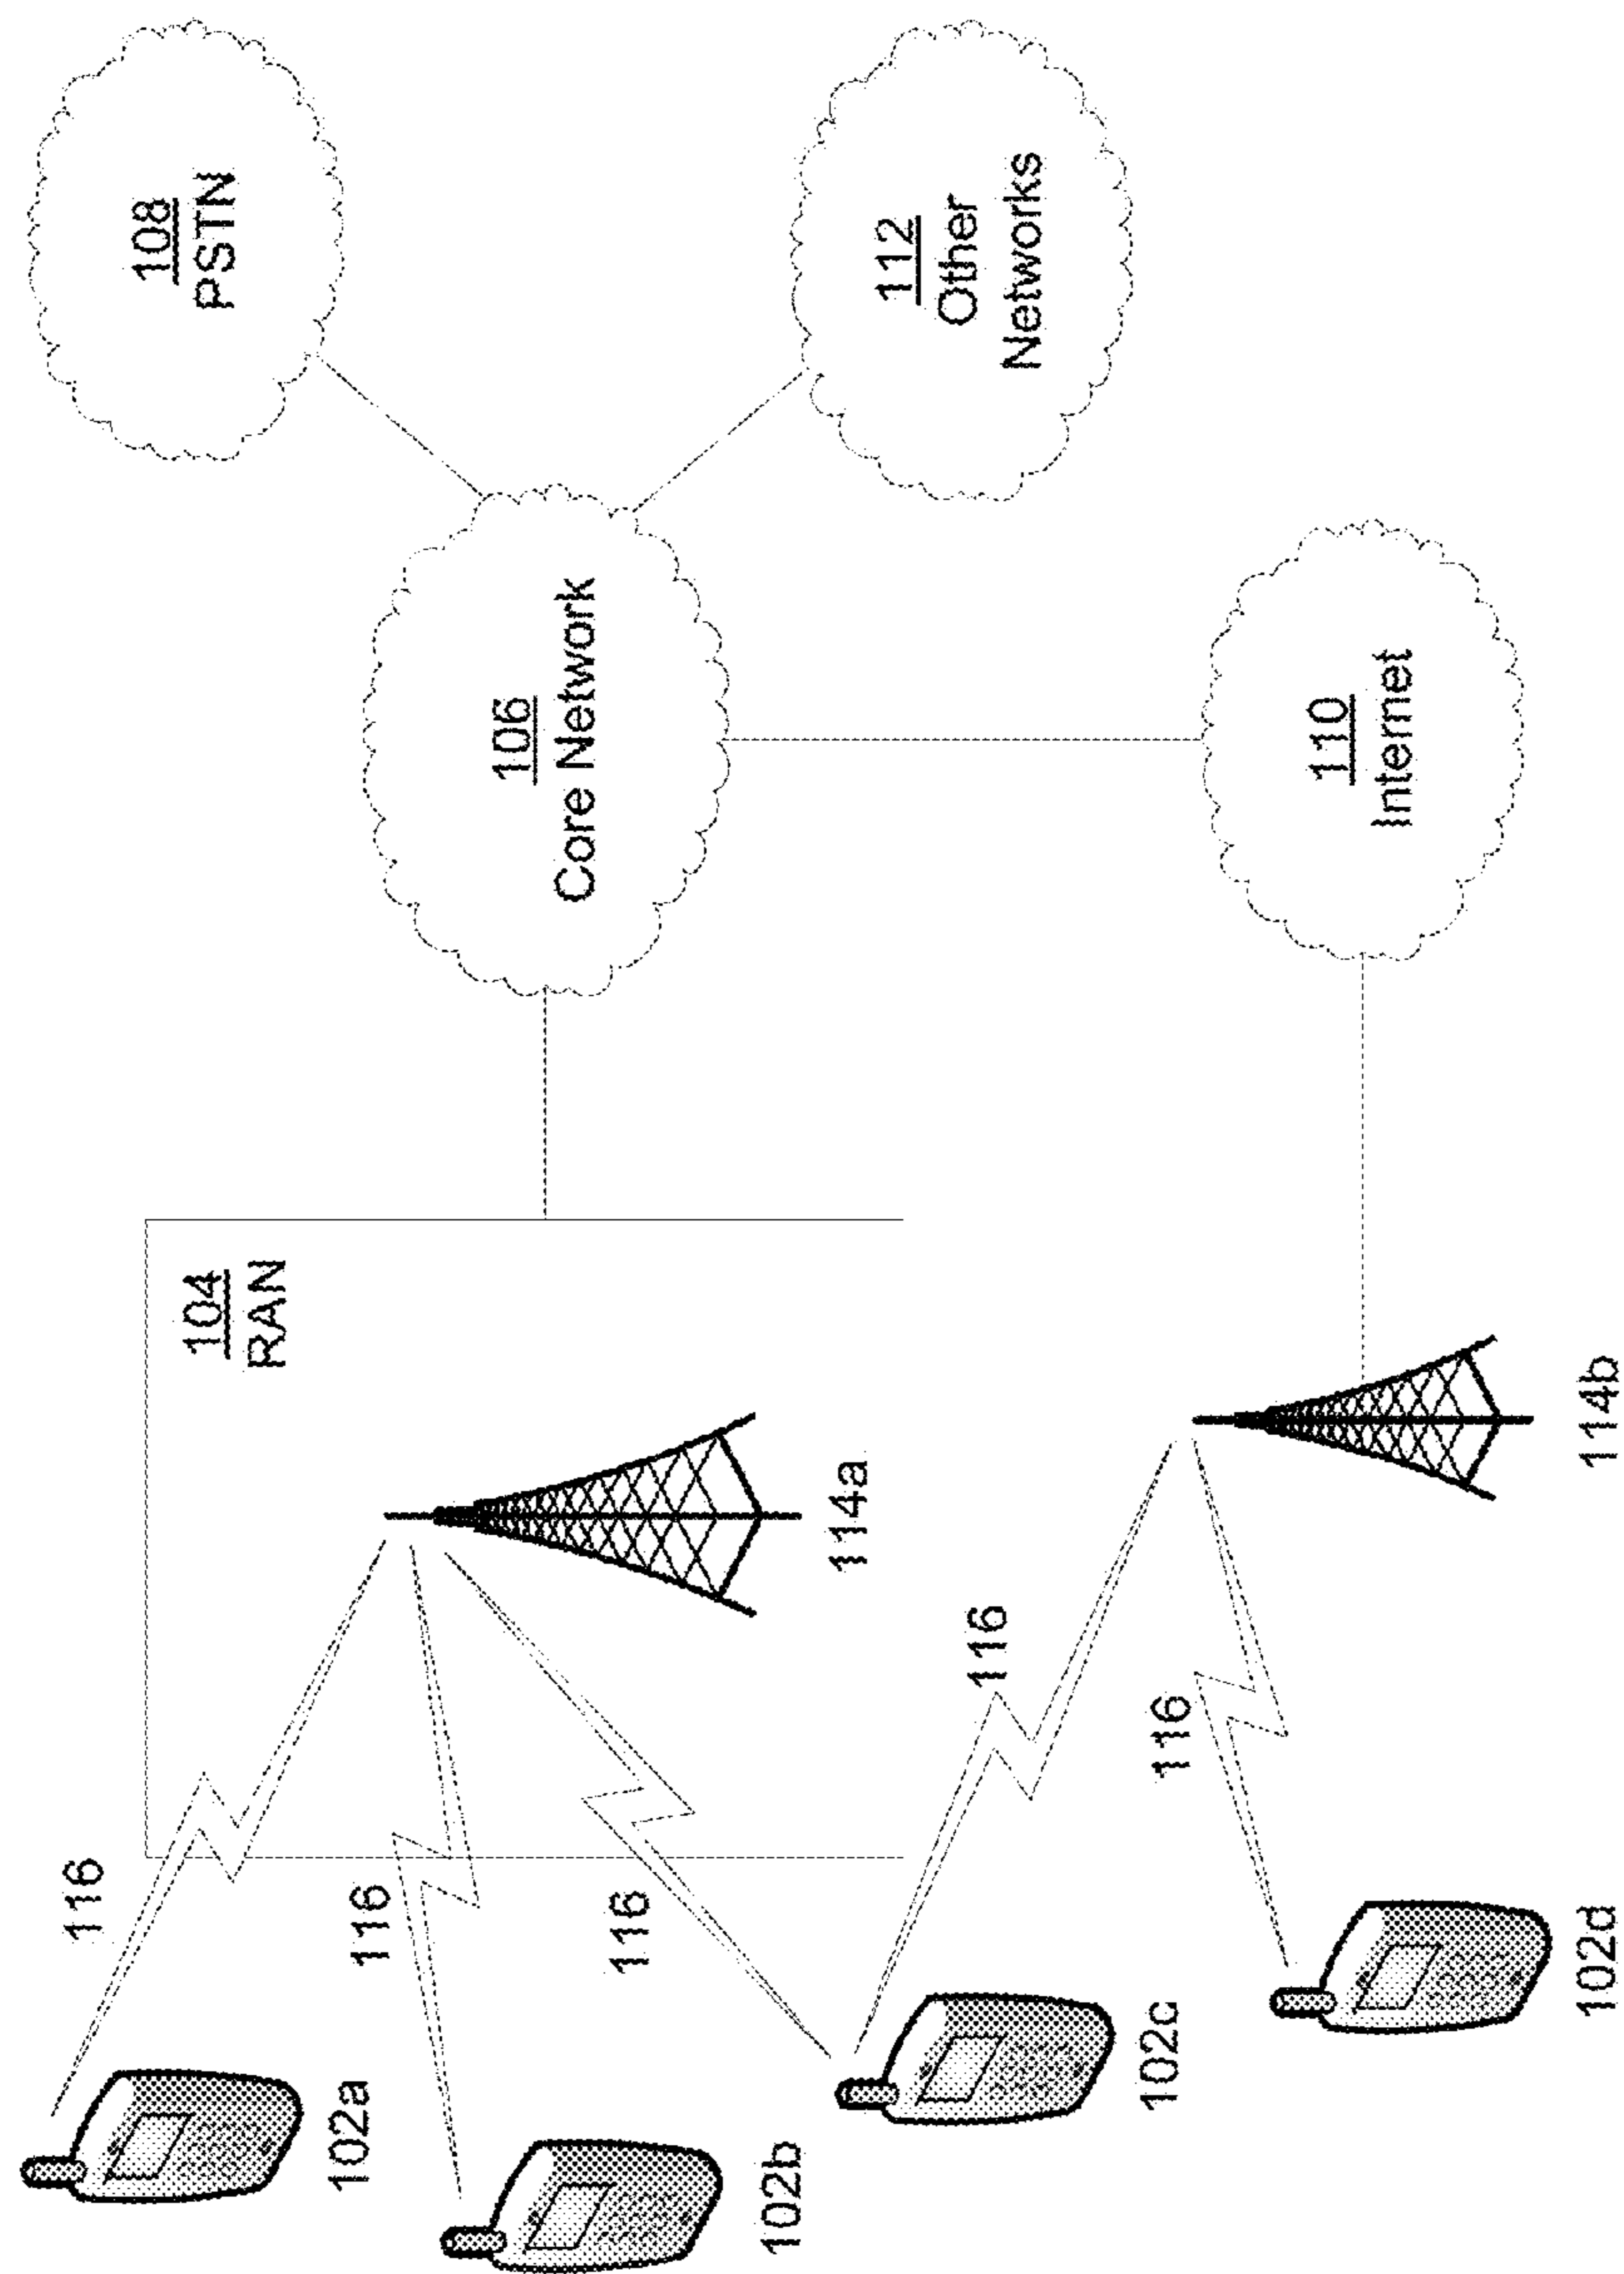 102a
116
102b
116
116
102c
116
102d
116
104
RAN
114a
114b
106
Core Network
108
PSTN
110
Internet
112
Other
Networks